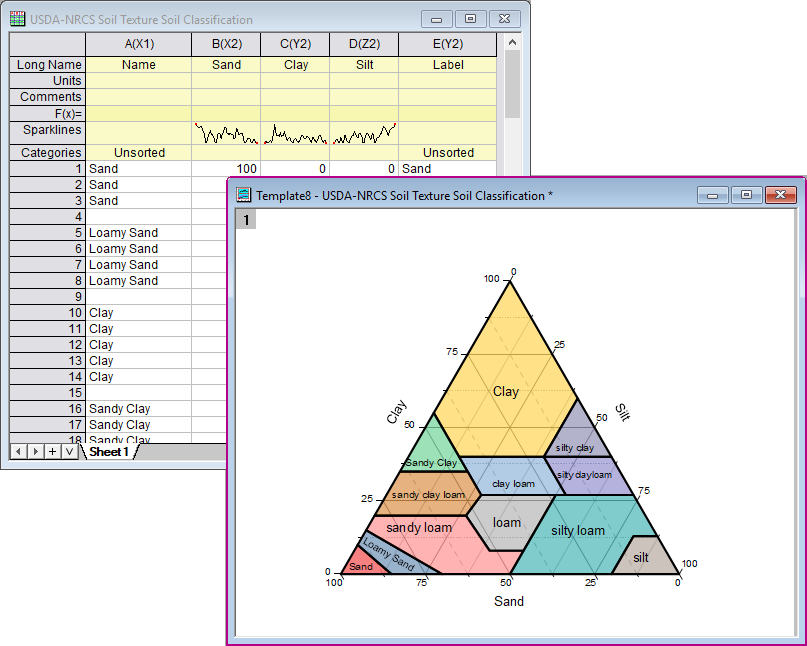 USDA-NRCS Soil Texture Soil Classification
A(X1) B(X2) C(Y2) D(Z2) E(Y2)
Long Name Name Sand Clay Silt Label
Units
Comments
F(x)=
Sparklines
Categories Unsorted Unsorted
1 Sand 100 0 0 Sand
2 Sand
3 Sand
4
5 Loamy Sand
6 Loamy Sand
7 Loamy Sand
8 Loamy Sand
9
10 Clay
11 Clay
12 Clay
13 Clay
14 Clay
15
16 Sandy Clay
17 Sandy Clay
18 Sandy Clay
Sheet1
Template8 - USDA-NRCS Soil Texture Soil Classification *
1
0
100
75
25
Clay
Clay
Silt
50
50
silty clay
Sandy Clay
silty dayloam
clay loam
sandy clay loam
75
25
loam
sandy loam
silty loam
Loamy Sand
silt
Sand
0
100
100 75 50 25 0
Sand